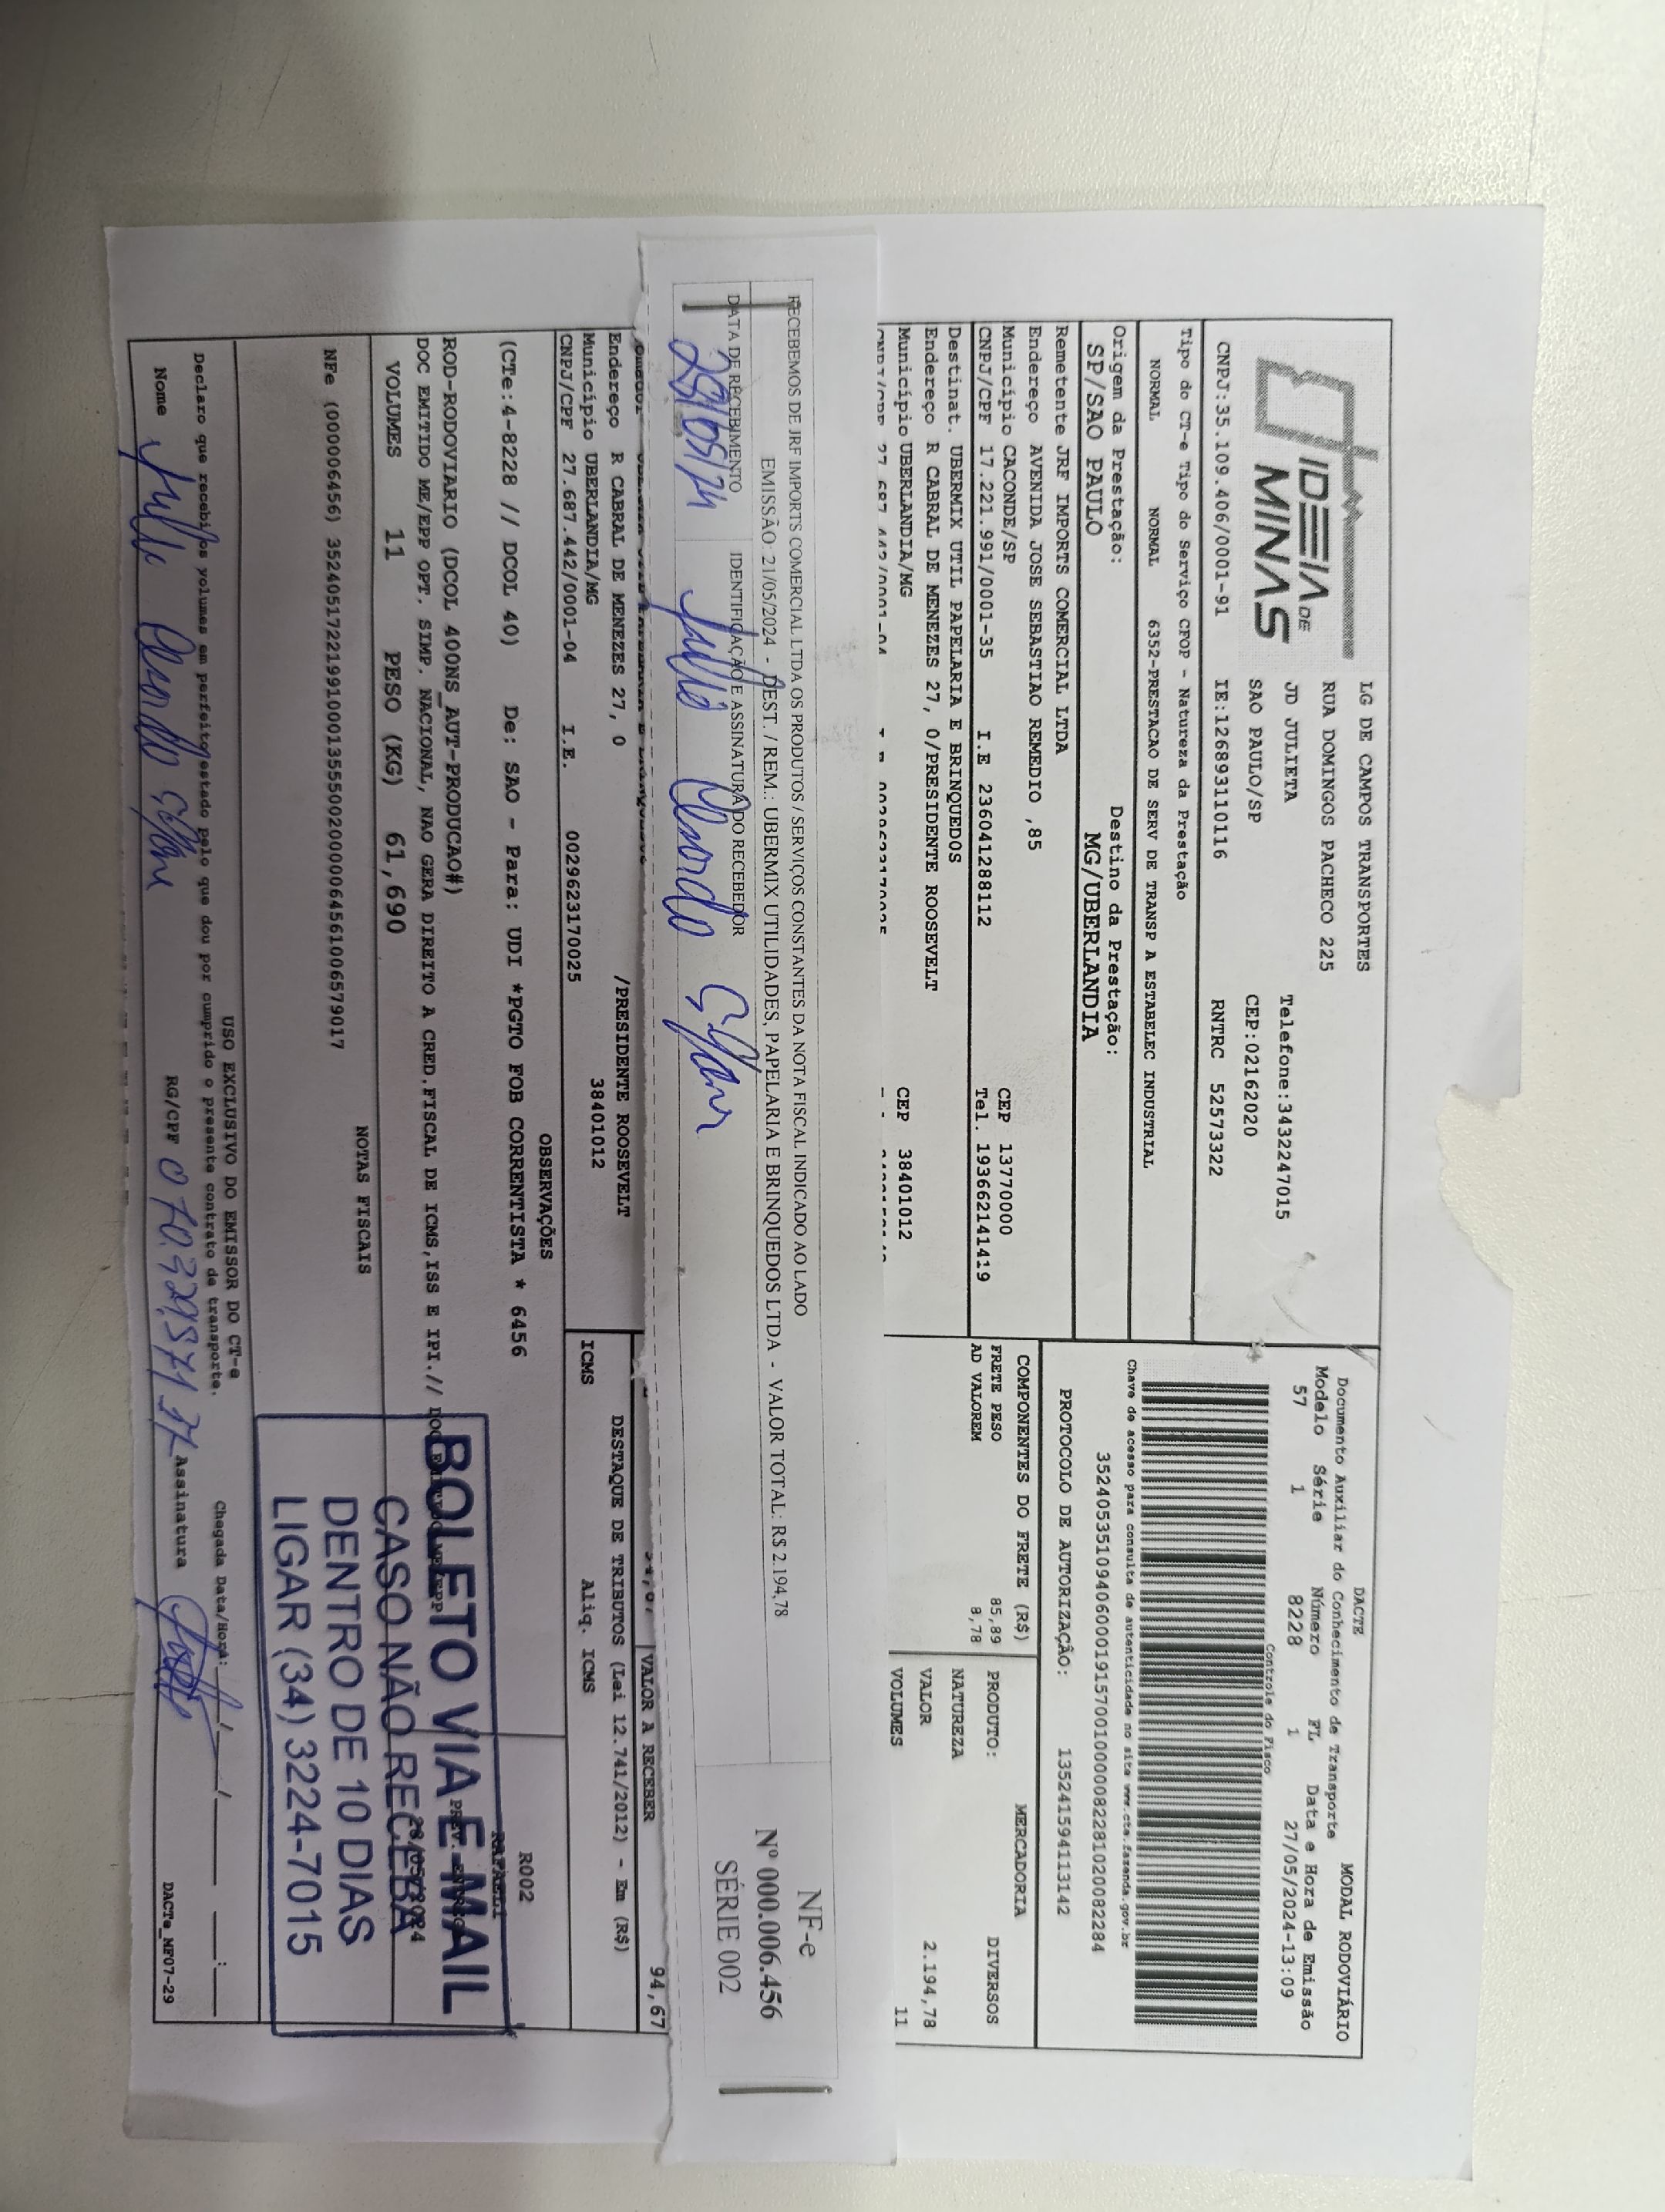 IDEIA DE
MINAS
LG DE CAMPOS TRANSPORTES
RUA DOMINGOS PACHECO 225
JD JULIETA Telefone:3432247015
SAO PAULO/SP CEP:02162020
CNPJ:35.109.406/0001-91 IE:126893110116 RNTRC 52573322
DACTE MODAL RODOVIÁRIO
Documento Auxiliar do Conhecimento de Transporte
Modelo Série Número FL Data e Hora de Emissão
57 1 8228 1 27/05/2024-13:09
Controle do Fisco
Tipo do CT-e Tipo do Serviço CFOP - Natureza da Prestação
NORMAL NORMAL 6352-PRESTACAO DE SERV DE TRANSP A ESTABELEC INDUSTRIAL
Chave de acesso para consulta de autenticidade no site www.cte.fazenda.gov.br
35240535109406000191570010000082281020082284
Origem da Prestação: Destino da Prestação:
SP/SAO PAULO MG/UBERLANDIA
PROTOCOLO DE AUTORIZAÇÃO: 135241594113142
Remetente JRF IMPORTS COMERCIAL LTDA
Endereço AVENIDA JOSE SEBASTIAO REMEDIO ,85
Município CACONDE/SP CEP 13770000
CNPJ/CPF 17.221.991/0001-35 I.E 236041288112 Tel. 193662141419
COMPONENTES DO FRETE (R$) MERCADORIA
FRETE PESO 85,89 PRODUTO: DIVERSOS
AD VALOREM 8,78
NATUREZA
VALOR 2.194,78
VOLUMES 11
Destinat. UBERMIX UTIL PAPELARIA E BRINQUEDOS
Endereço R CABRAL DE MENEZES 27, 0/PRESIDENTE ROOSEVELT
Município UBERLANDIA/MG CEP 38401012
RECEBEMOS DE JRF IMPORTS COMERCIAL LTDA OS PRODUTOS / SERVIÇOS CONSTANTES DA NOTA FISCAL INDICADO AO LADO
EMISSÃO: 21/05/2024 - DEST. / REM.: UBERMIX UTILIDADES, PAPELARIA E BRINQUEDOS LTDA - VALOR TOTAL: R$ 2.194,78
DATA DE RECEBIMENTO IDENTIFICAÇÃO E ASSINATURA DO RECEBEDOR
28/05/24
NF-e
Nº 000.006.456
SÉRIE 002
VALOR A RECEBER 94,67
Endereço R CABRAL DE MENEZES 27, 0 /PRESIDENTE ROOSEVELT
Município UBERLANDIA/MG 38401012
CNPJ/CPF 27.687.442/0001-04 I.E. 0029623170025
DESTAQUE DE TRIBUTOS (Lei 12.741/2012) - Em (R$)
ICMS Aliq. ICMS
OBSERVAÇÕES
(CTe:4-8228 // DCOL 40) De: SAO - Para: UDI *PGTO FOB CORRENTISTA * 6456
R002
ROD-RODOVIARIO (DCOL 400NS_AUT-PRODUCAO#)
DOC EMITIDO ME/EPP OPT. SIMP. NACIONAL, NAO GERA DIREITO A CRED.FISCAL DE ICMS,ISS E IPI.//
VOLUMES 11 PESO (KG) 61,690
NOTAS FISCAIS
NFe (000006456) 35240517221991000135550020000064561006579017
BOLETO VIA E-MAIL
CASO NÃO RECEBA
DENTRO DE 10 DIAS
LIGAR (34) 3224-7015
USO EXCLUSIVO DO EMISSOR DO CT-e
Declaro que recebi os volumes em perfeito estado pelo que dou por cumprido o presente contrato de transporte.
Chegada Data/Hora: / / :
Nome RG/CPF Assinatura
DACTe_MF07-29